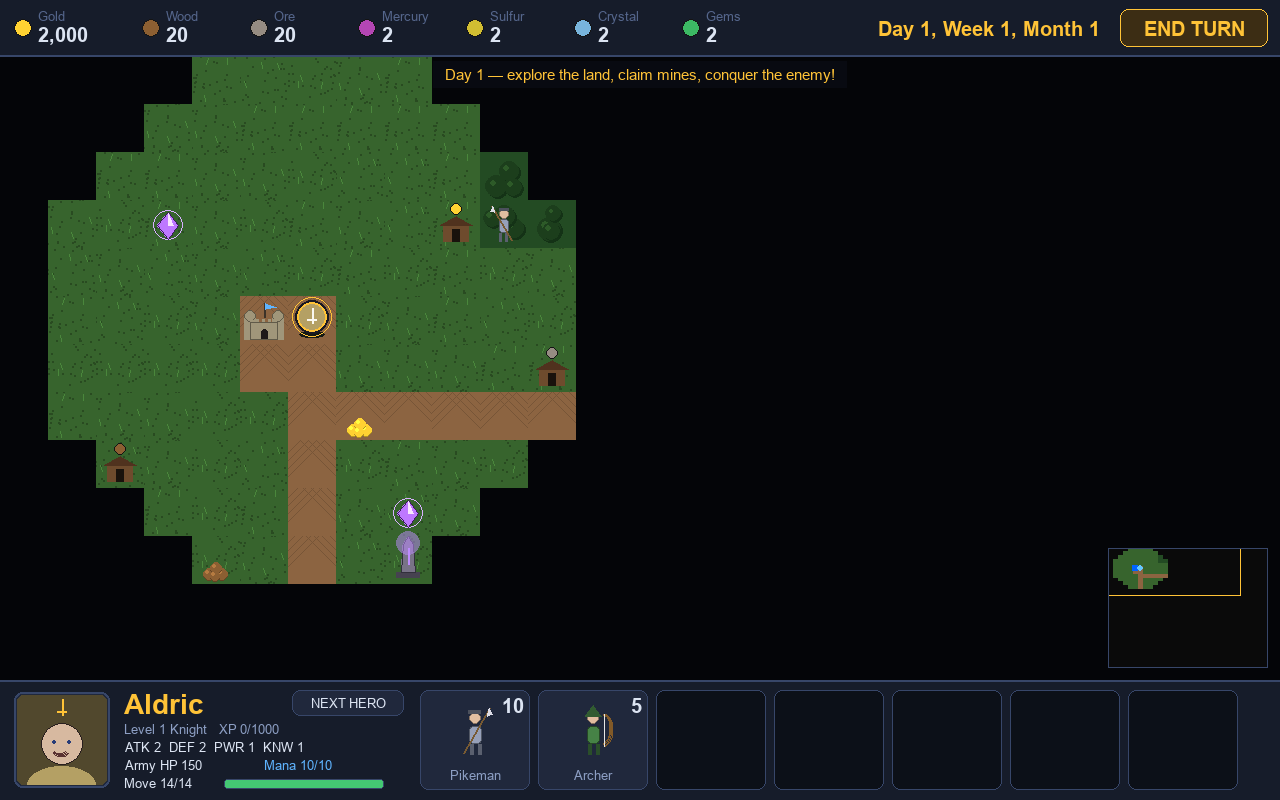 Gold
2,000
Wood
20
Ore
20
Mercury
2
Sulfur
2
Crystal
2
Gems
2
Day 1, Week 1, Month 1
END TURN
Day 1 — explore the land, claim mines, conquer the enemy!
Aldric
NEXT HERO
Level 1 Knight XP 0/1000
ATK 2 DEF 2 PWR 1 KNW 1
Army HP 150 Mana 10/10
Move 14/14
10
Pikeman
5
Archer